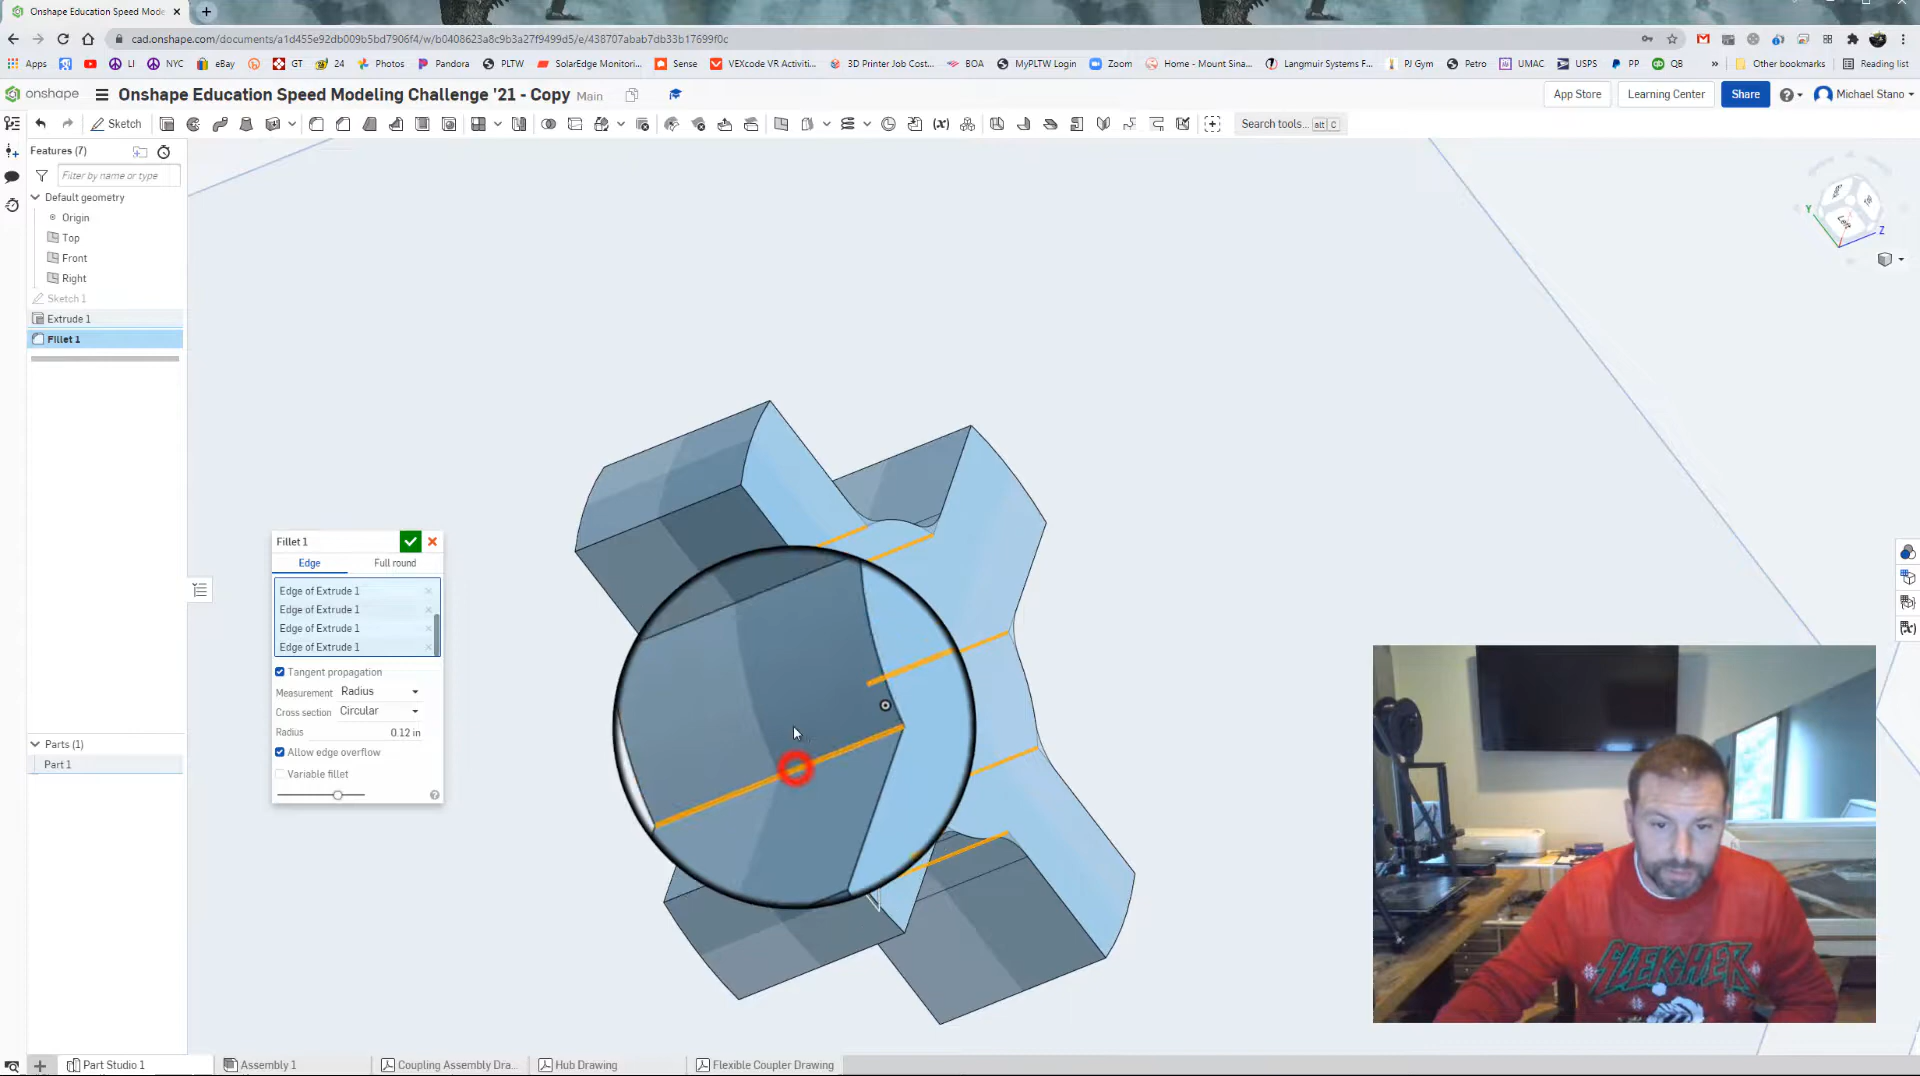 Onshape Education Speed Mode
cad.onshape.com/documents/a1d455e92db009b5bd7906f4/w/b0408623a8c9b3a27f9499d5/e/438707abab7db33b17699f0c
Apps LI NYC eBay GT 24 Photos Pandora PLTW SolarEdge Monitori... Sense VEXcode VR Activiti... 3D Printer Job Cost... BOA MyPLTW Login Zoom Home - Mount Sina... Langmuir Systems F... PJ Gym Petro UMAC USPS PP QB » Other bookmarks Reading list
onshape Onshape Education Speed Modeling Challenge '21 - Copy Main App Store Learning Center Share Michael Stano
Sketch Search tools... alt C
Features (7)
Filter by name or type
Default geometry
Origin
Top
Front
Right
Sketch 1
Extrude 1
Fillet 1
Parts (1)
Part 1
Fillet 1
Edge Full round
Edge of Extrude 1
Edge of Extrude 1
Edge of Extrude 1
Edge of Extrude 1
Tangent propagation
Measurement Radius
Cross section Circular
Radius 0.12 in
Allow edge overflow
Variable fillet
Left
Top
Y
Z
Part Studio 1 Assembly 1 Coupling Assembly Dra... Hub Drawing Flexible Coupler Drawing